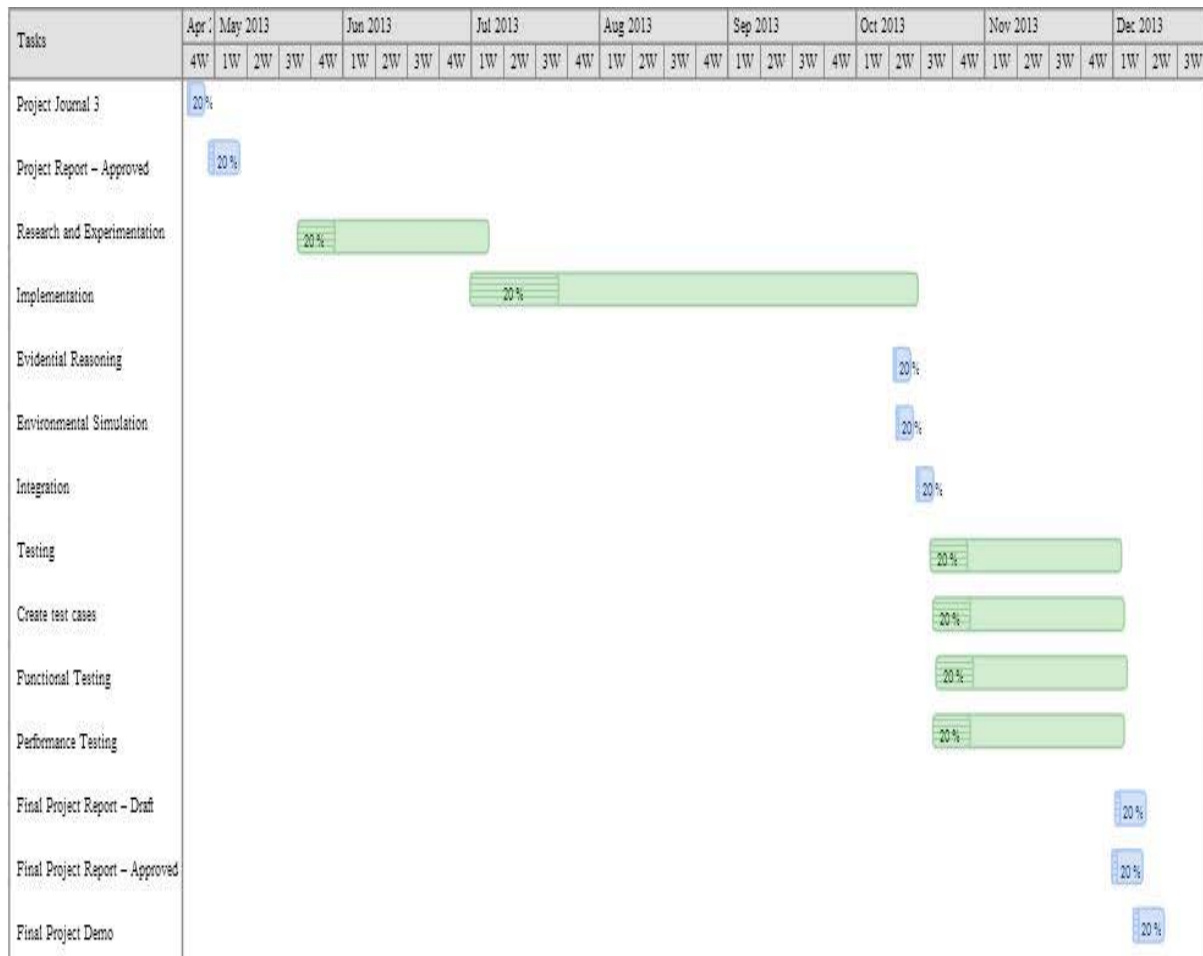 Tasks
Apr 2 May 2013 Jun 2013 Jul 2013 Aug 2013 Sep 2013 Oct 2013 Nov 2013 Dec 2013
4W 1W 2W 3W 4W 1W 2W 3W 4W 1W 2W 3W 4W 1W 2W 3W 4W 1W 2W 3W 4W 1W 2W 3W 4W 1W 2W 3W 4W 1W 2W 3W
Project Journal 3 20 %
Project Report – Approved 20 %
Research and Experimentation 20 %
Implementation 20 %
Evidential Reasoning 20 %
Environmental Simulation 20 %
Integration 20 %
Testing 20 %
Create test cases 20 %
Functional Testing 20 %
Performance Testing 20 %
Final Project Report – Draft 20 %
Final Project Report – Approved 20 %
Final Project Demo 20 %